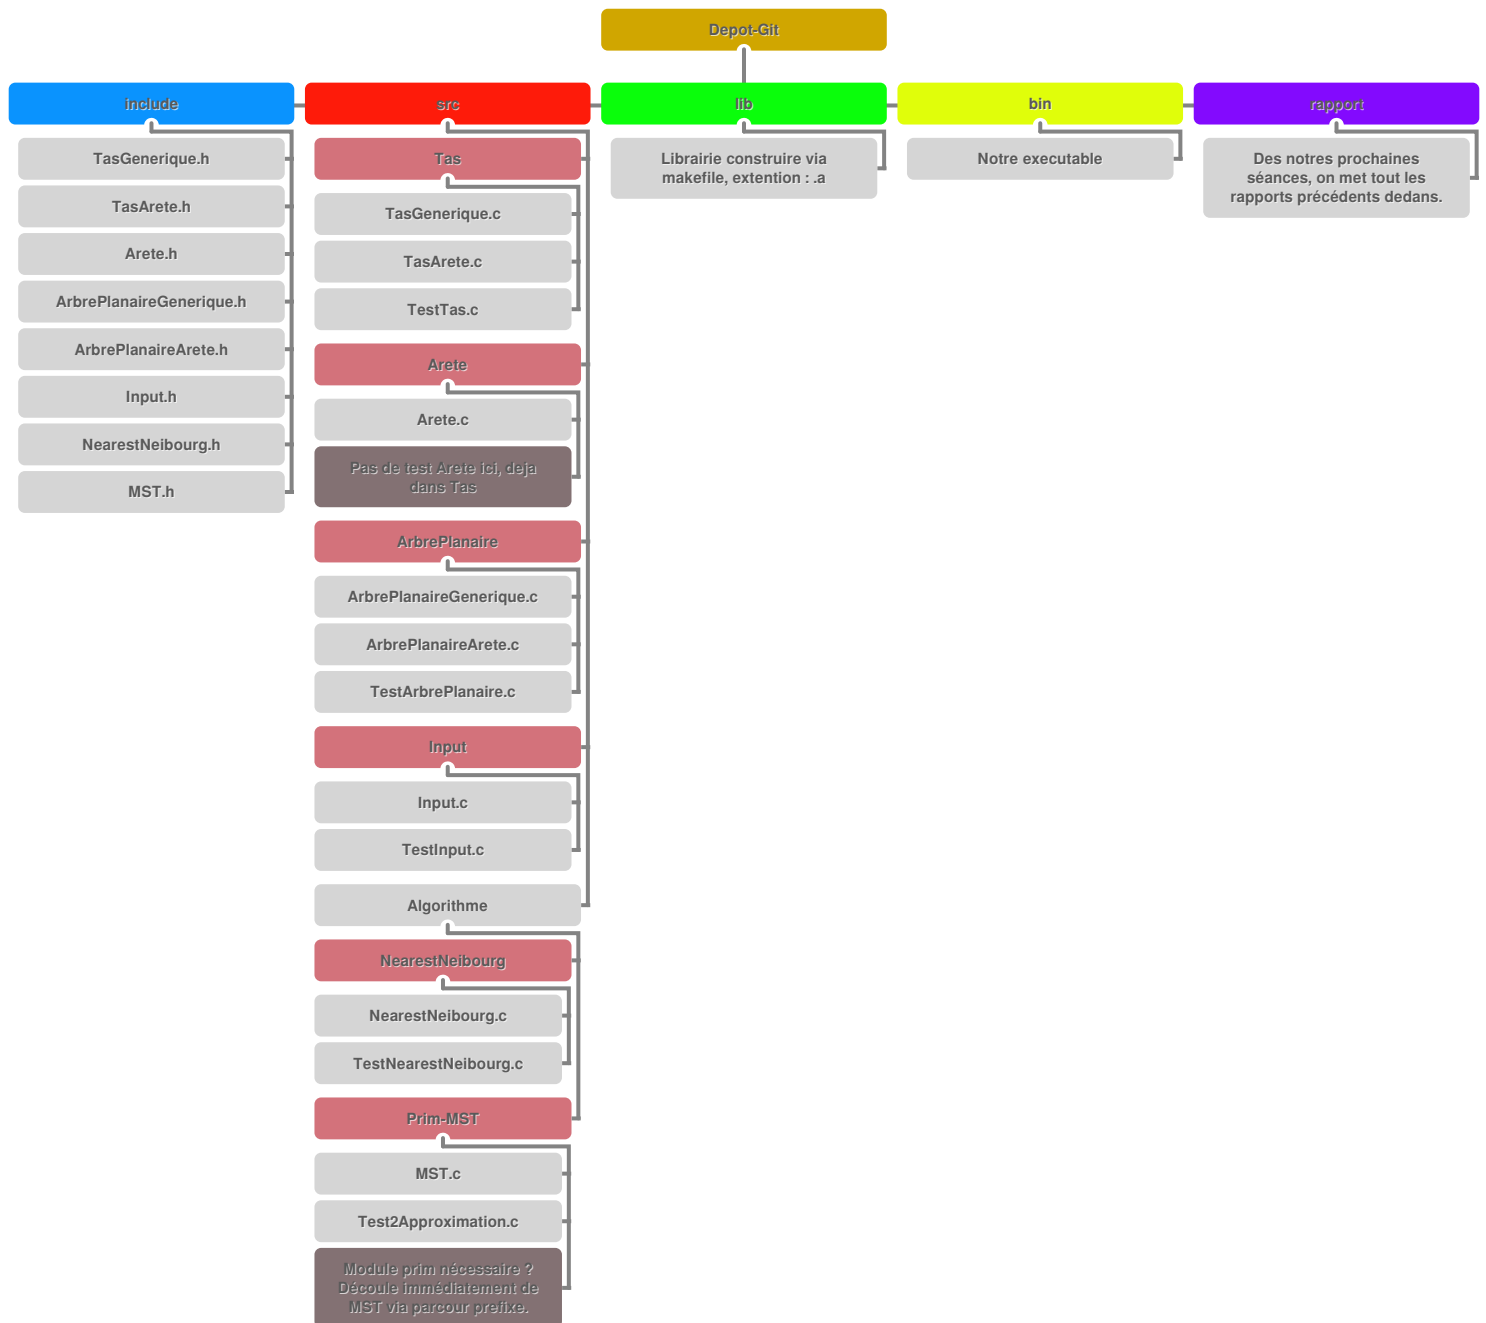 Depot-Git
include
src
lib
bin
rapport
TasGenerique.h
TasArete.h
Arete.h
ArbrePlanaireGenerique.h
ArbrePlanaireArete.h
Input.h
NearestNeibourg.h
MST.h
Tas
TasGenerique.c
TasArete.c
TestTas.c
Arete
Arete.c
Pas de test Arete ici, deja
dans Tas
ArbrePlanaire
ArbrePlanaireGenerique.c
ArbrePlanaireArete.c
TestArbrePlanaire.c
Input
Input.c
TestInput.c
Algorithme
NearestNeibourg
NearestNeibourg.c
TestNearestNeibourg.c
Prim-MST
MST.c
Test2Approximation.c
Module prim nécessaire ?
Découle immédiatement de
MST via parcour prefixe.
Librairie construire via
makefile, extention : .a
Notre executable
Des notres prochaines
séances, on met tout les
rapports précédents dedans.